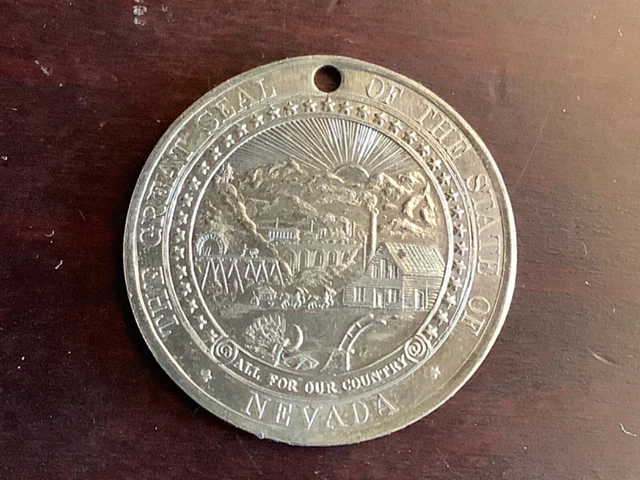 THE GREAT SEAL OF THE STATE OF
NEVADA
ALL FOR OUR COUNTRY